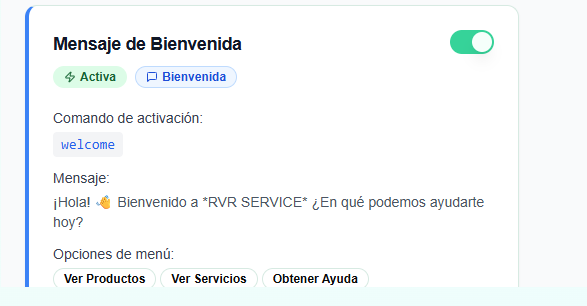 Mensaje de Bienvenida
Activa Bienvenida
Comando de activación:
welcome
Mensaje:
¡Hola! 👋 Bienvenido a *RVR SERVICE* ¿En qué podemos ayudarte
hoy?
Opciones de menú:
Ver Productos Ver Servicios Obtener Ayuda